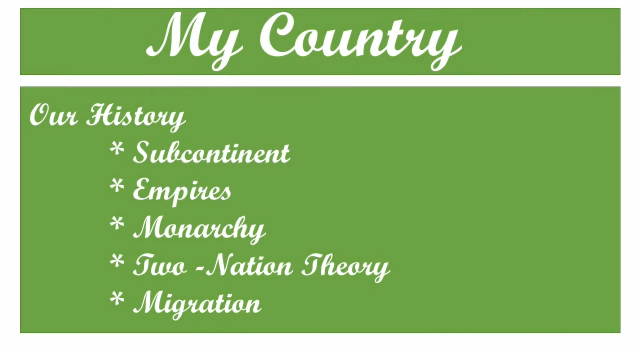 My Country
Our History
* Subcontinent
* Empires
* Monarchy
* Two -Nation Theory
* Migration